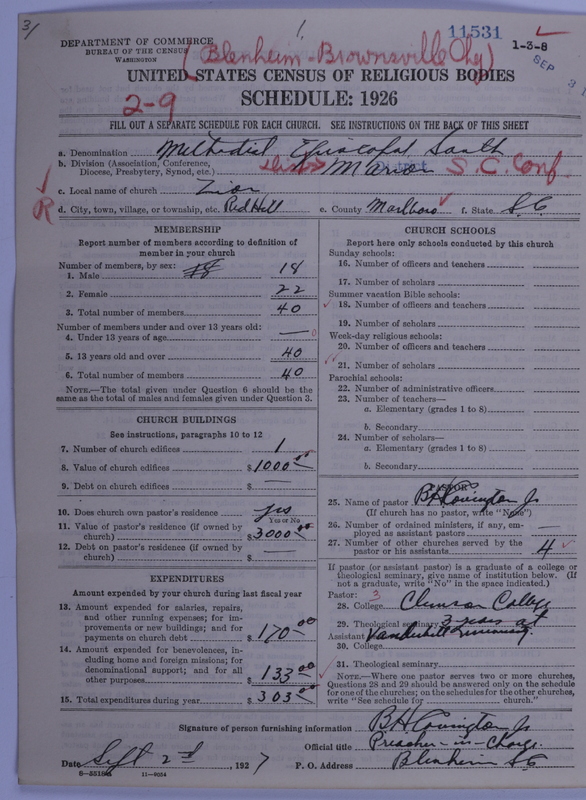 3/
1.
11531
1-3-8
SEP 3
DEPARTMENT OF COMMERCE
BUREAU OF THE CENSUS
WASHINGTON
(Blenheim-Brownsville Chg)
UNITED STATES CENSUS OF RELIGIOUS BODIES
2-9
SCHEDULE: 1926
FILL OUT A SEPARATE SCHEDULE FOR EACH CHURCH. SEE INSTRUCTIONS ON THE BACK OF THIS SHEET
a. Denomination Methodist Episcopal South
b. Division (Association, Conference, Diocese, Presbytery, Synod, etc.) Marion District S.C. Conf.
c. Local name of church Zion
R
d. City, town, village, or township, etc. Red Hill e. County Marlboro f. State S.C.
MEMBERSHIP
Report number of members according to definition of
member in your church
Number of members, by sex:
1. Male 18 18
2. Female 22
3. Total number of members 40
Number of members under and over 13 years old:
4. Under 13 years of age — 0
5. 13 years old and over 40
6. Total number of members 40
NOTE.—The total given under Question 6 should be the
same as the total of males and females given under Question 3.
CHURCH BUILDINGS
See instructions, paragraphs 10 to 12
7. Number of church edifices 1
8. Value of church edifices $1000.00
9. Debt on church edifices $ —
10. Does church own pastor's residence yes
Yes or No
11. Value of pastor's residence (if owned by
church) $3000.00
12. Debt on pastor's residence (if owned by
church) $ —
EXPENDITURES
Amount expended by your church during last fiscal year
13. Amount expended for salaries, repairs,
and other running expenses; for im-
provements or new buildings; and for
payments on church debt $170.00
14. Amount expended for benevolences, in-
cluding home and foreign missions; for
denominational support; and for all
other purposes $133.00
15. Total expenditures during year $303.00
CHURCH SCHOOLS
Report here only schools conducted by this church
Sunday schools:
16. Number of officers and teachers
17. Number of scholars
Summer vacation Bible schools:
18. Number of officers and teachers
19. Number of scholars
Week-day religious schools:
20. Number of officers and teachers
21. Number of scholars
Parochial schools:
22. Number of administrative officers
23. Number of teachers—
a. Elementary (grades 1 to 8)
b. Secondary
24. Number of scholars—
a. Elementary (grades 1 to 8)
b. Secondary
PASTOR
25. Name of pastor B H Covington Jr
(If church has no pastor, write "No")
26. Number of ordained ministers, if any, em-
ployed as assistant pastors —
27. Number of other churches served by the
pastor or his assistants 4
If pastor (or assistant pastor) is a graduate of a college or
theological seminary, give name of institution below. (If
not a graduate, write "No" in the space indicated.)
Pastor: 3
28. College Clemson College
29. Theological seminary 3 years at
Assistant Vanderbilt Seminary
30. College
31. Theological seminary
NOTE.—Where one pastor serves two or more churches,
Questions 28 and 29 should be answered only on the schedule
for one of the churches; on the schedules for the other churches,
write "See schedule for church."
Signature of person furnishing information B H Covington Jr
Official title Preacher-in-Charge
Date Sept 2nd, 1927 P. O. Address Blenheim S.C.
11—9054